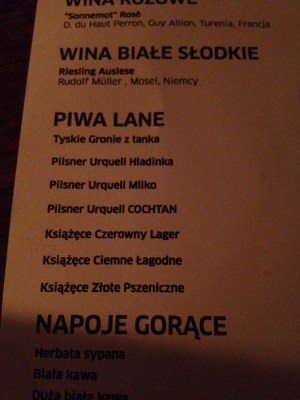 WINA RÓŻOWE
"Sonnemot" Rosé
D. du Haut Perron, Guy Allion, Turenia, Francja
WINA BIAŁE SŁODKIE
Riesling Auslese
Rudolf Müller , Mosel, Niemcy
PIWA LANE
Tyskie Gronie z tanka
Pilsner Urquell Hladinka
Pilsner Urquell Mliko
Pilsner Urquell COCHTAN
Książęce Czerowny Lager
Książęce Ciemne Łagodne
Książęce Złote Pszeniczne
NAPOJE GORĄCE
Herbata sypana
Biała kawa
Duża biała kawa